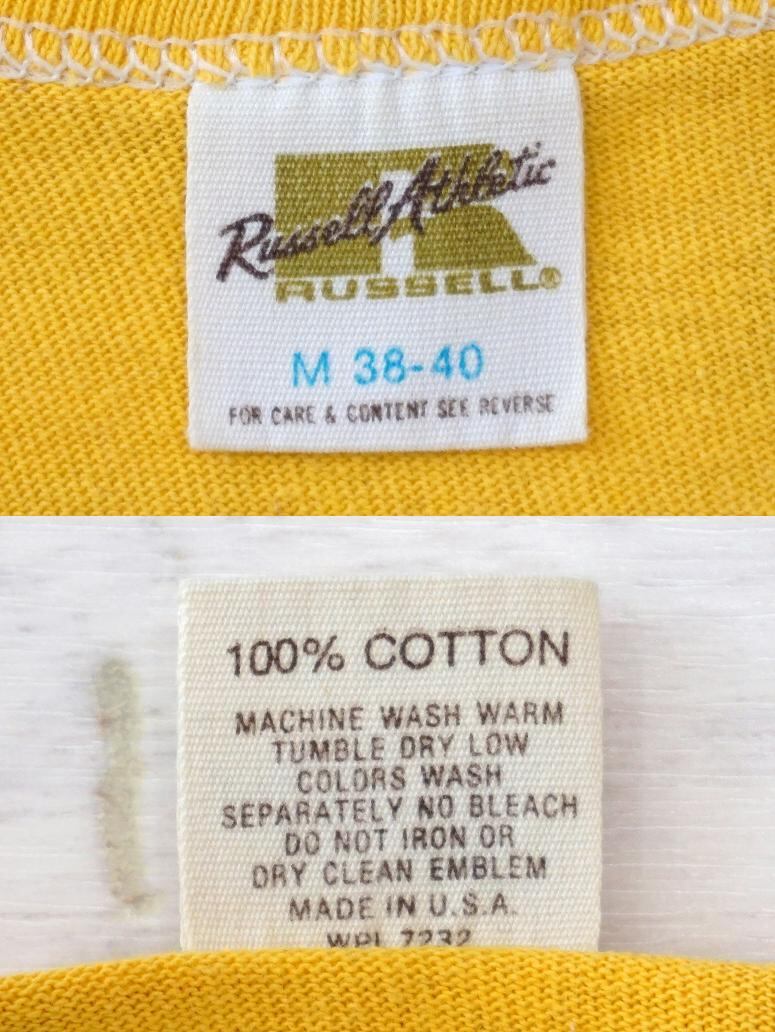 Russell Athletic
RUSSELL®
M 38-40
FOR CARE & CONTENT SEE REVERSE
100% COTTON
MACHINE WASH WARM
TUMBLE DRY LOW
COLORS WASH
SEPARATELY NO BLEACH
DO NOT IRON OR
DRY CLEAN EMBLEM
MADE IN U.S.A.
WPL 7232